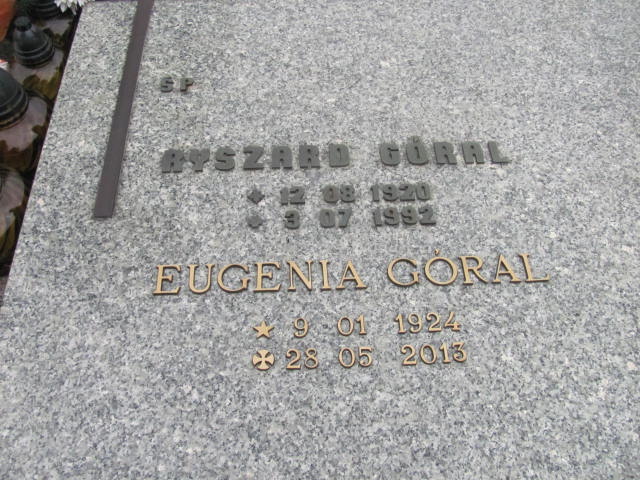 ŚP
RYSZARD GÓRAL
12 08 1920
3 07 1992
EUGENIA GÓRAL
9 01 1924
28 05 2013